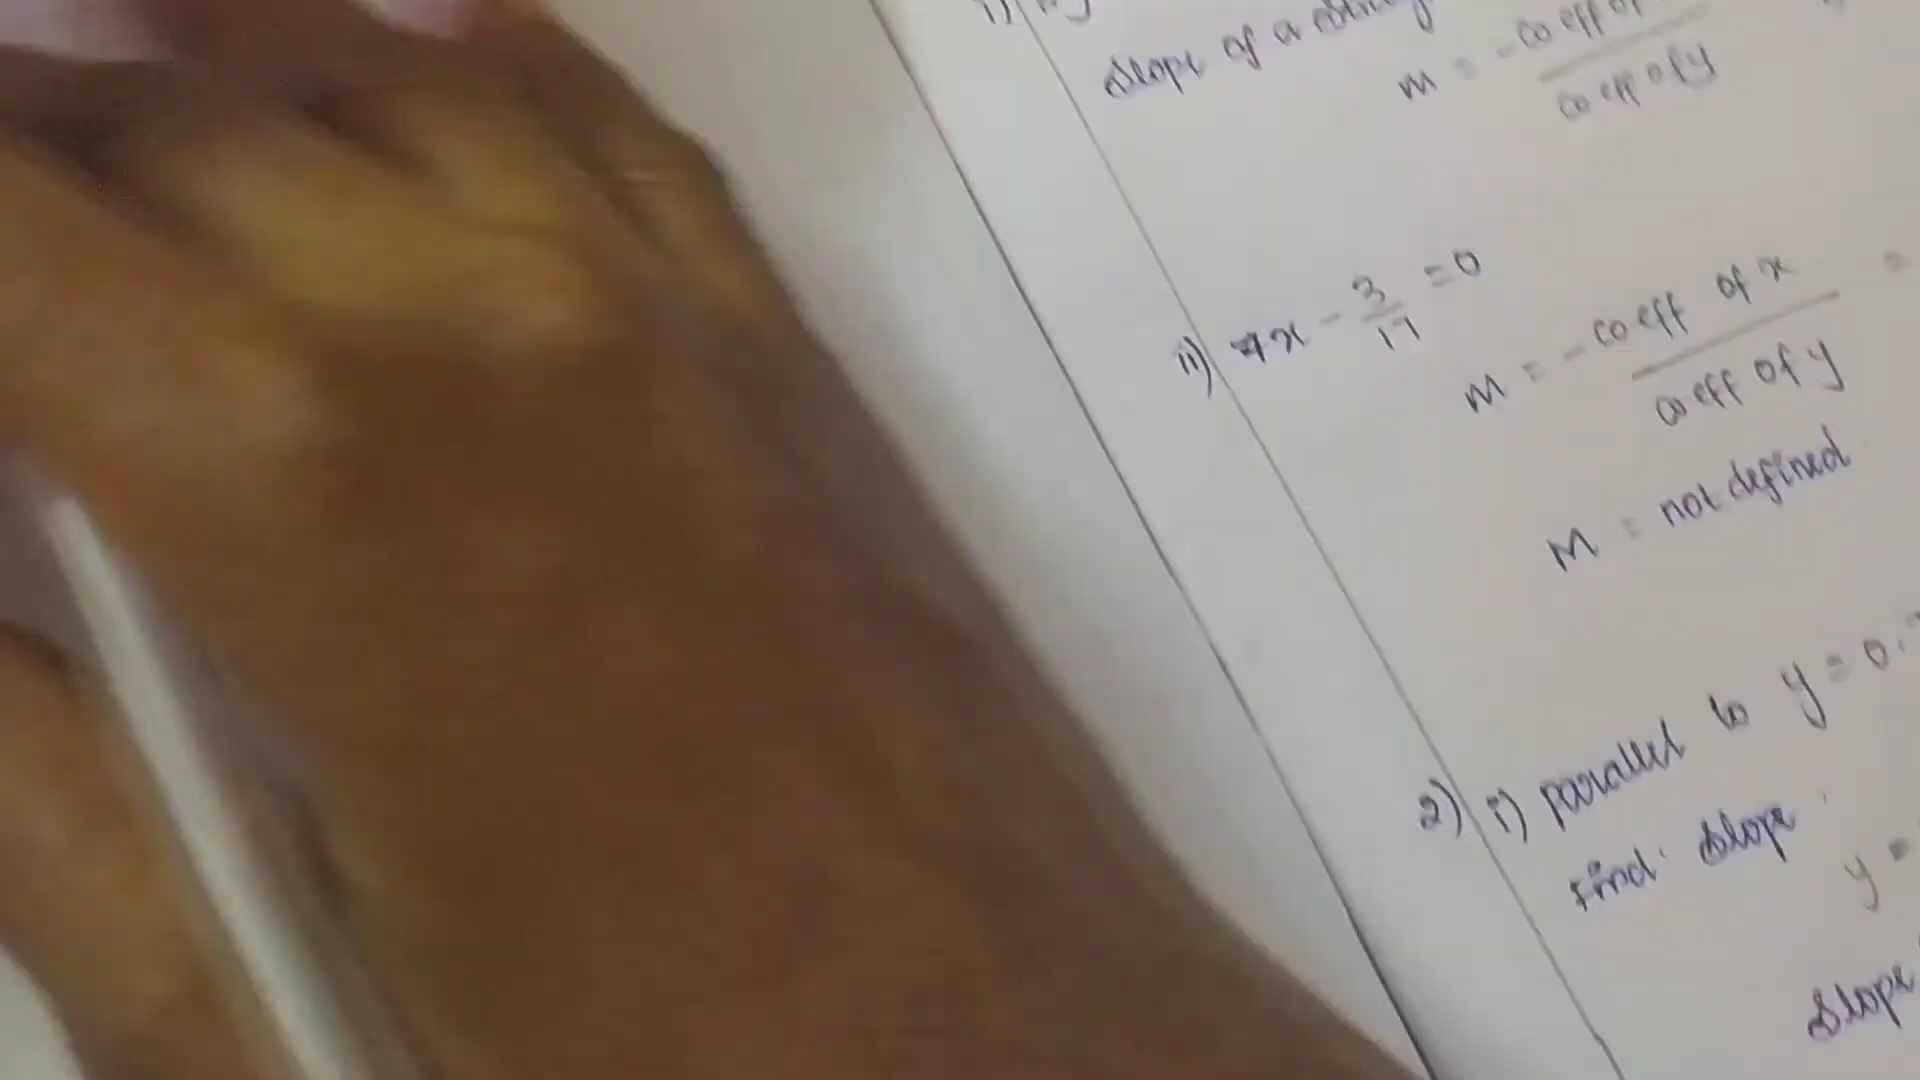 Slope of a
m = - coeff of
coeff of y
ii) 7x - 3/17 = 0
m = - coeff of x
coeff of y
m = not defined
2) i) parallel to y = 0.
Find Slope.
y =
Slope